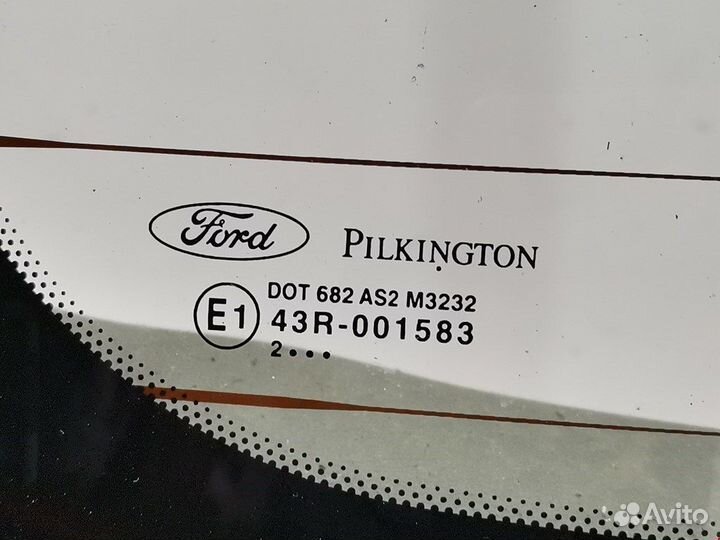 Ford PILKINGTON
DOT 682 AS2 M3232
E1 43R-001583
2●●●
Avito